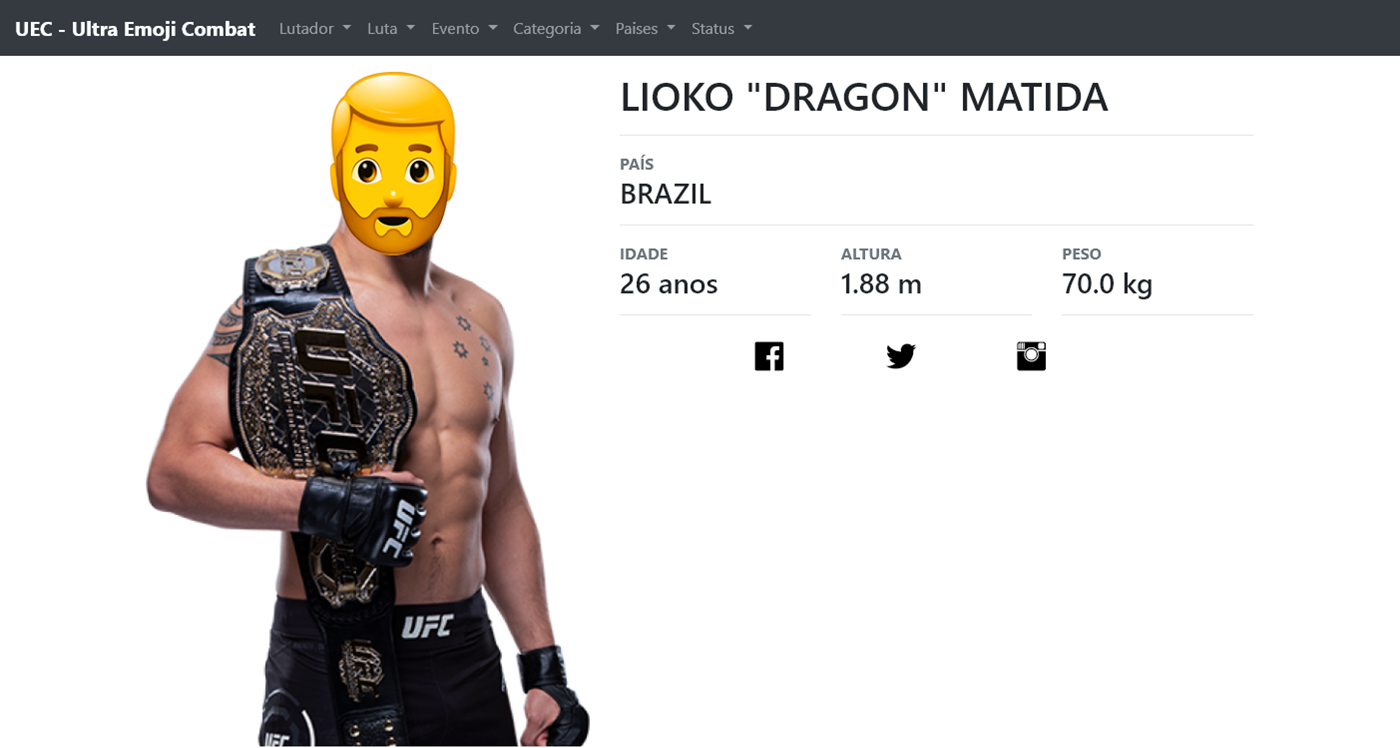 UEC - Ultra Emoji Combat Lutador Luta Evento Categoria Paises Status
LIOKO "DRAGON" MATIDA
PAÍS
BRAZIL
IDADE ALTURA PESO
26 anos 1.88 m 70.0 kg
UFC
UFC
UFC
UFC